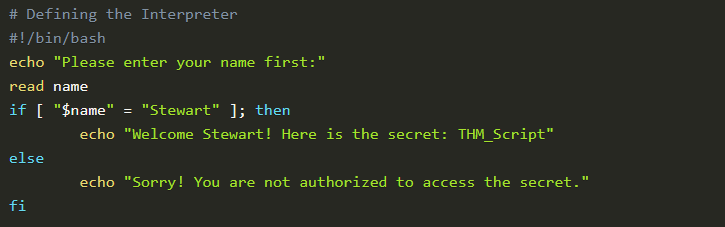 # Defining the Interpreter
#!/bin/bash
echo "Please enter your name first:"
read name
if [ "$name" = "Stewart" ]; then
        echo "Welcome Stewart! Here is the secret: THM_Script"
else
        echo "Sorry! You are not authorized to access the secret."
fi